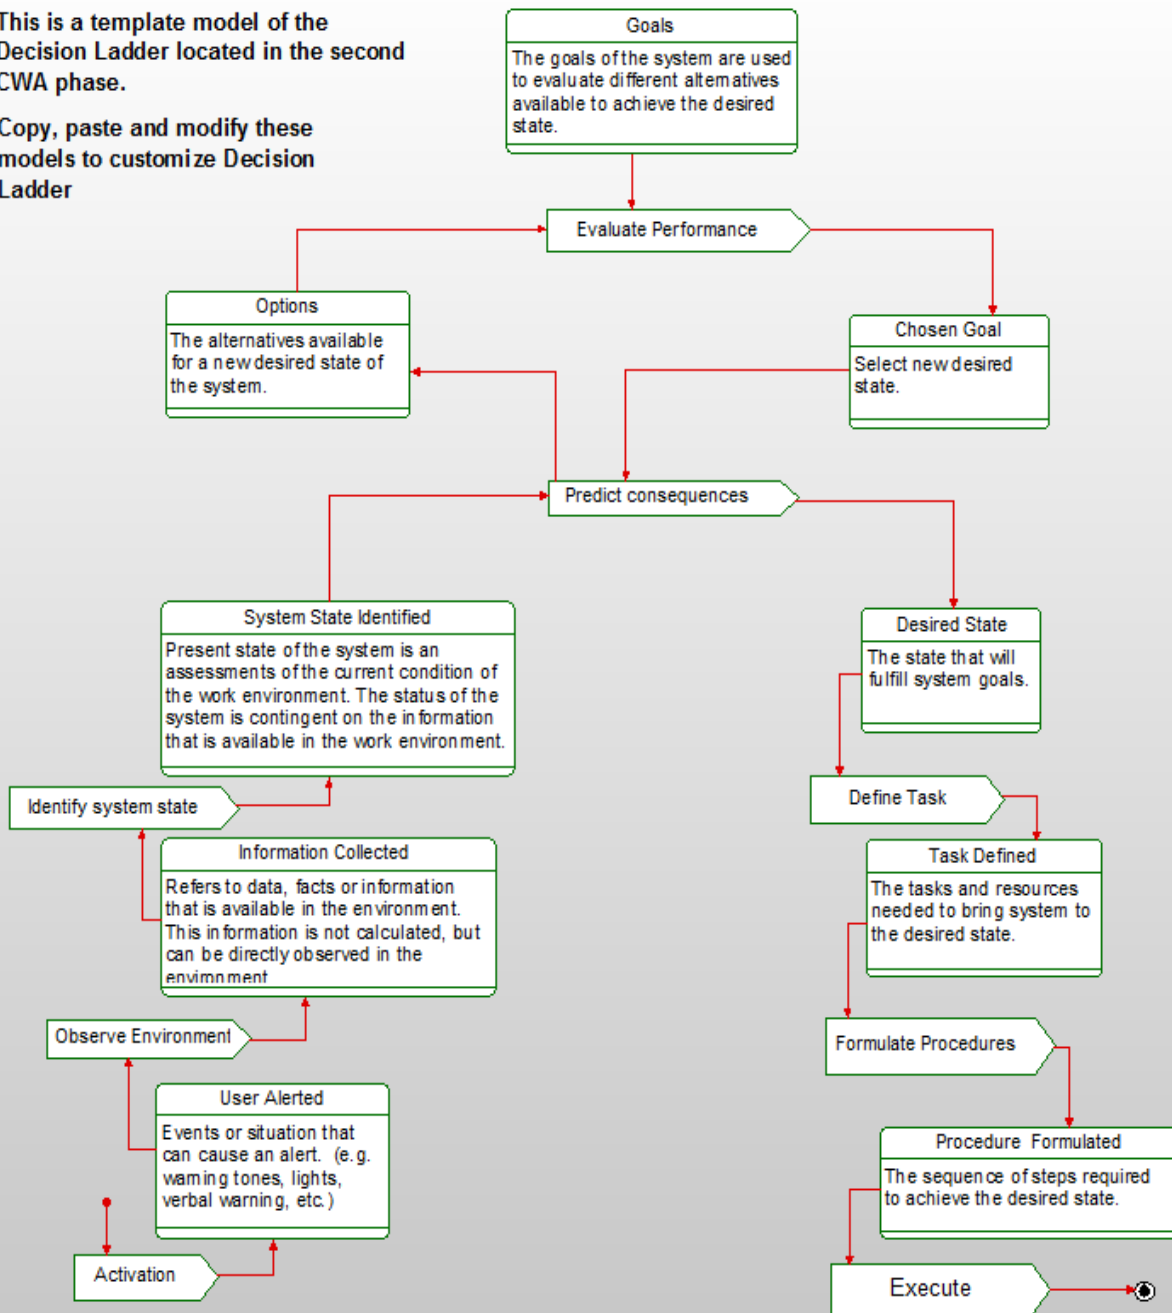 This is a template model of the
Decision Ladder located in the second
CWA phase.
Copy, paste and modify these
models to customize Decision
Ladder
Goals
The goals of the system are used
to evaluate different alternatives
available to achieve the desired
state.
Evaluate Performance
Options
The alternatives available
for a new desired state of
the system.
Chosen Goal
Select new desired
state.
Predict consequences
System State Identified
Present state of the system is an
assessments of the current condition of
the work environment. The status of the
system is contingent on the information
that is available in the work environment.
Desired State
The state that will
fulfill system goals.
Identify system state
Define Task
Information Collected
Refers to data, facts or information
that is available in the environment.
This information is not calculated, but
can be directly observed in the
environment
Task Defined
The tasks and resources
needed to bring system to
the desired state.
Observe Environment
Formulate Procedures
User Alerted
Events or situation that
can cause an alert. (e.g.
warning tones, lights,
verbal warning, etc.)
Procedure Formulated
The sequence of steps required
to achieve the desired state.
Activation
Execute